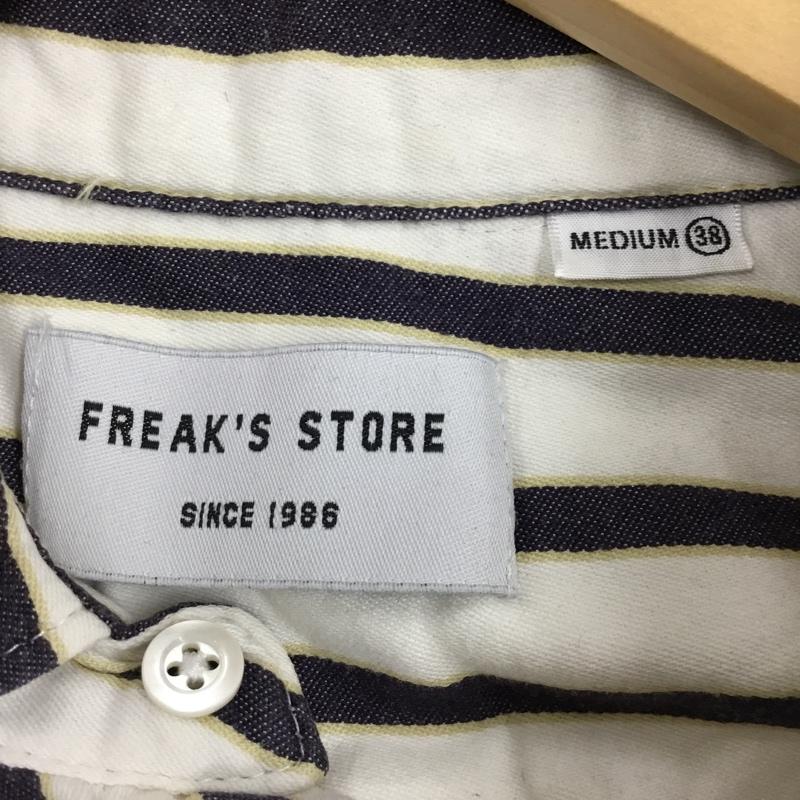 MEDIUM 38
FREAK'S STORE
SINCE 1986